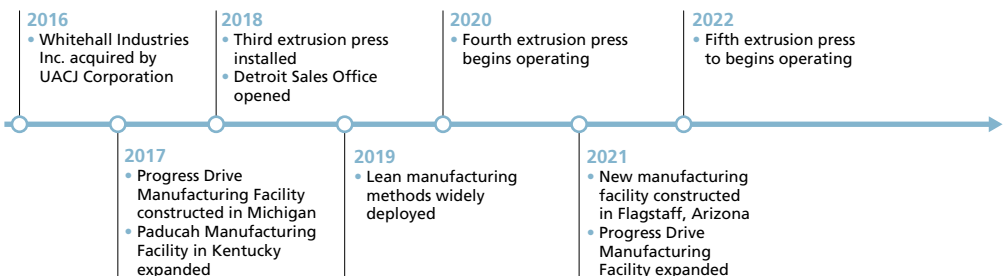 2016
• Whitehall Industries
Inc. acquired by
UACJ Corporation
2018
• Third extrusion press
installed
• Detroit Sales Office
opened
2020
• Fourth extrusion press
begins operating
2022
• Fifth extrusion press
to begins operating
2017
• Progress Drive
Manufacturing Facility
constructed in Michigan
• Paducah Manufacturing
Facility in Kentucky
expanded
2019
• Lean manufacturing
methods widely
deployed
2021
• New manufacturing
facility constructed
in Flagstaff, Arizona
• Progress Drive
Manufacturing
Facility expanded